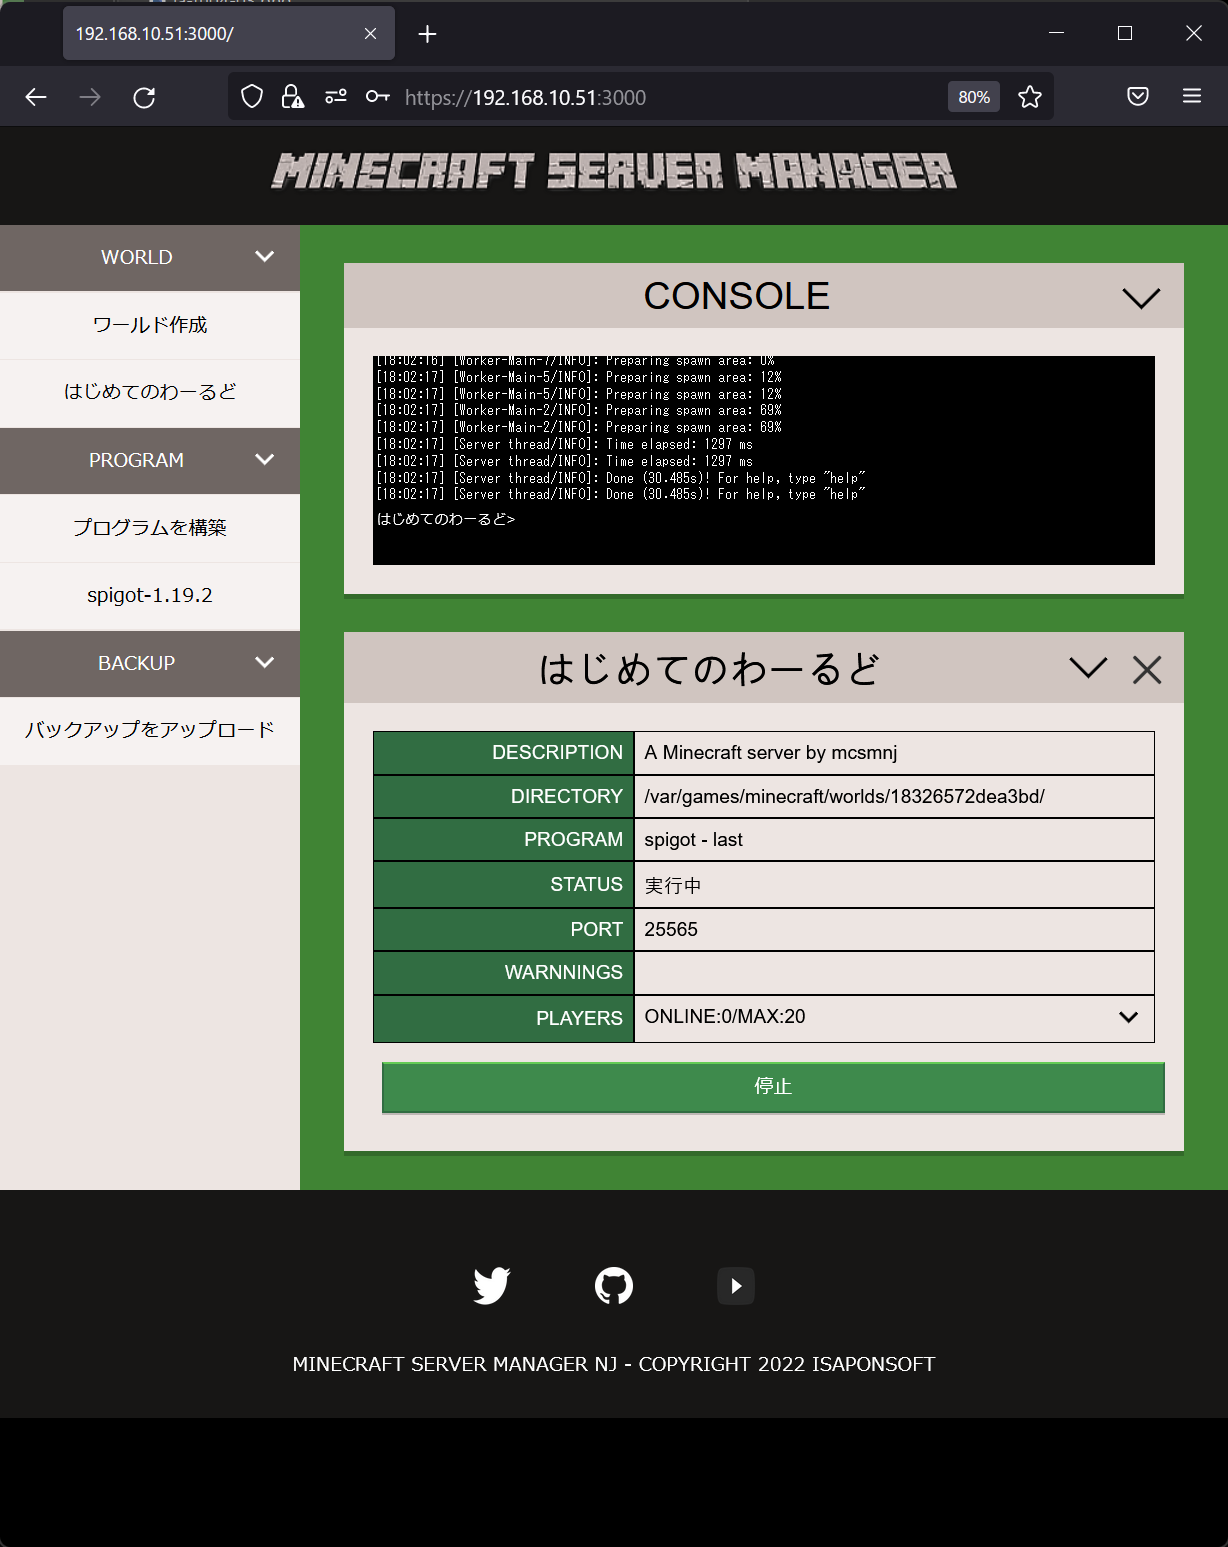 192.168.10.51:3000/
https://192.168.10.51:3000
80%
MINECRAFT SERVER MANAGER
WORLD
ワールド作成
はじめてのわーるど
PROGRAM
プログラムを構築
spigot-1.19.2
BACKUP
バックアップをアップロード
CONSOLE
[18:02:16] [Worker-Main-7/INFO]: Preparing spawn area: 0%
[18:02:17] [Worker-Main-5/INFO]: Preparing spawn area: 12%
[18:02:17] [Worker-Main-5/INFO]: Preparing spawn area: 12%
[18:02:17] [Worker-Main-2/INFO]: Preparing spawn area: 69%
[18:02:17] [Worker-Main-2/INFO]: Preparing spawn area: 69%
[18:02:17] [Server thread/INFO]: Time elapsed: 1297 ms
[18:02:17] [Server thread/INFO]: Time elapsed: 1297 ms
[18:02:17] [Server thread/INFO]: Done (30.485s)! For help, type "help"
[18:02:17] [Server thread/INFO]: Done (30.485s)! For help, type "help"
はじめてのわーるど>
はじめてのわーるど
DESCRIPTION A Minecraft server by mcsmnj
DIRECTORY /var/games/minecraft/worlds/18326572dea3bd/
PROGRAM spigot - last
STATUS 実行中
PORT 25565
WARNNINGS
PLAYERS ONLINE:0/MAX:20
停止
MINECRAFT SERVER MANAGER NJ - COPYRIGHT 2022 ISAPONSOFT